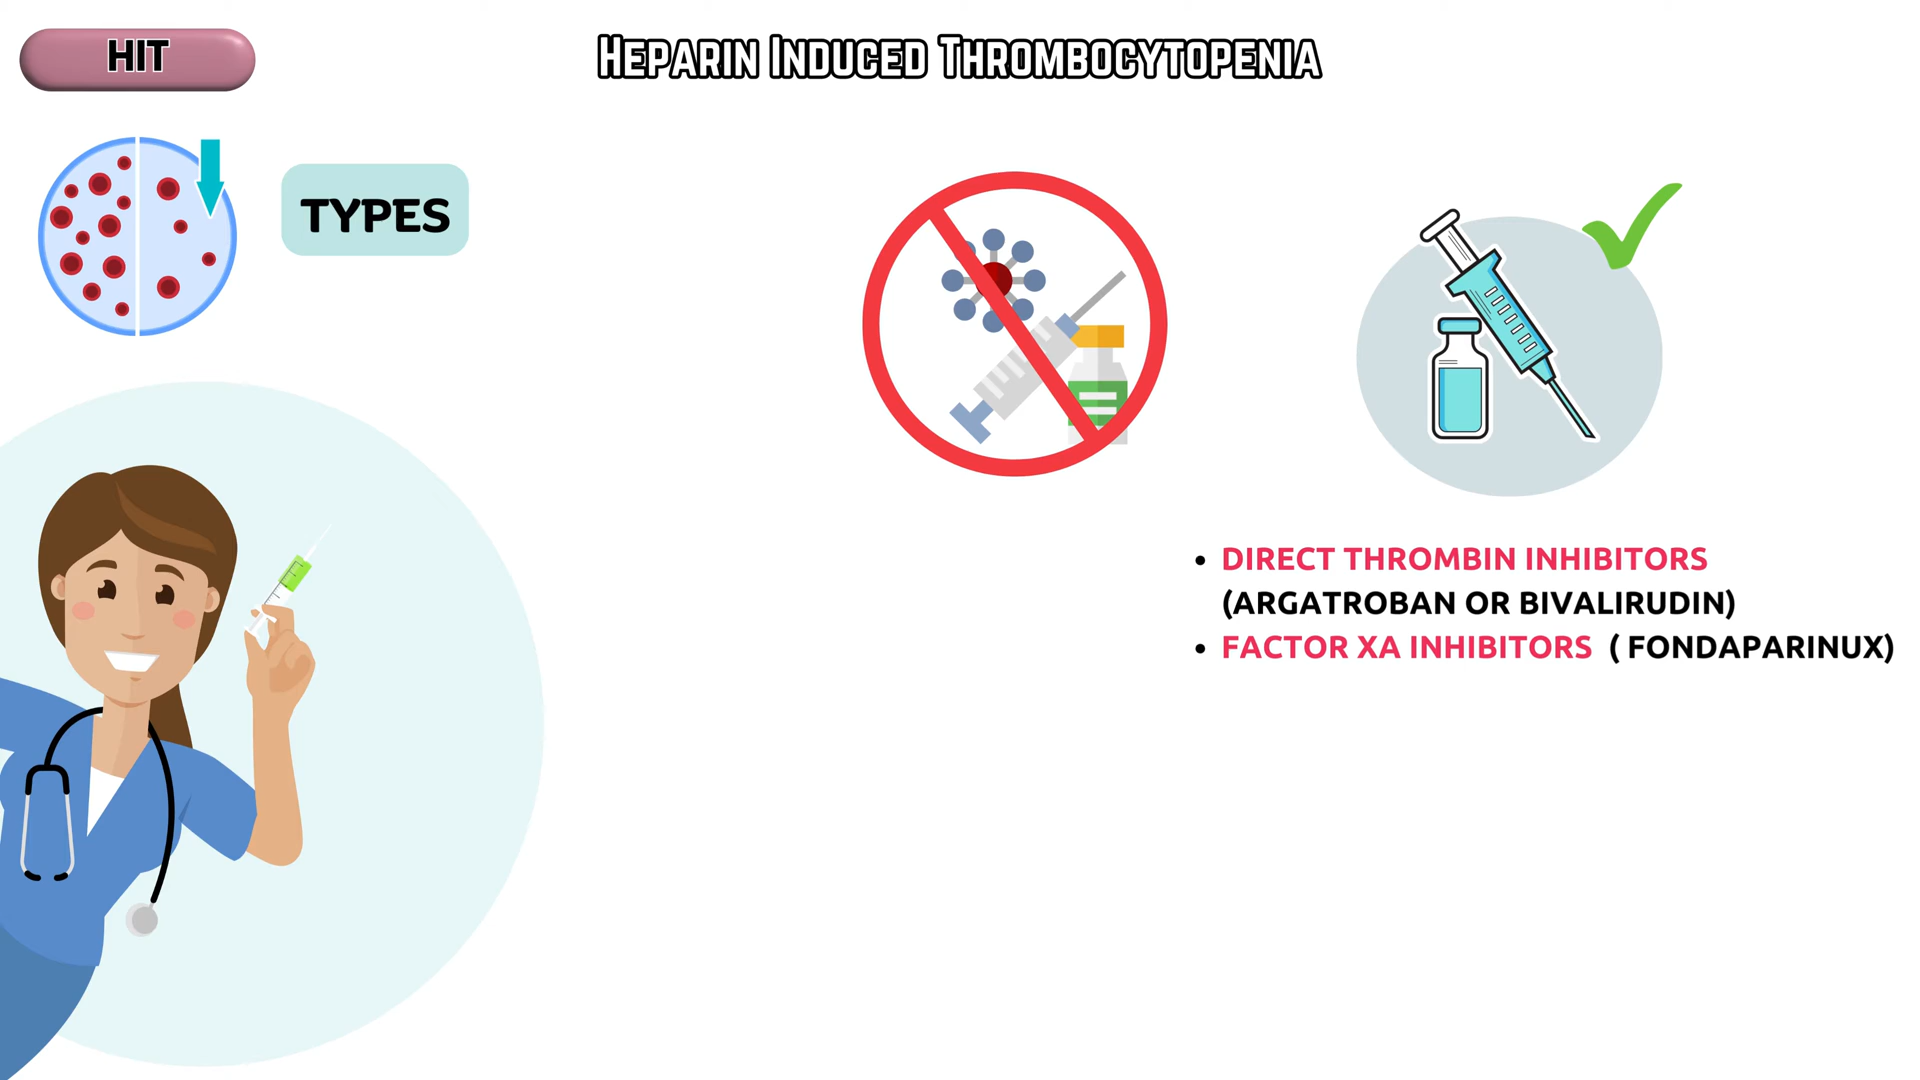 HIT
HEPARIN INDUCED THROMBOCYTOPENIA
TYPES
• DIRECT THROMBIN INHIBITORS
(ARGATROBAN OR BIVALIRUDIN)
• FACTOR XA INHIBITORS ( FONDAPARINUX)